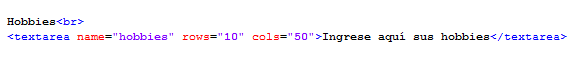 Hobbies<br>
<textarea name="hobbies" rows="10" cols="50">Ingrese aquí sus hobbies</textarea>